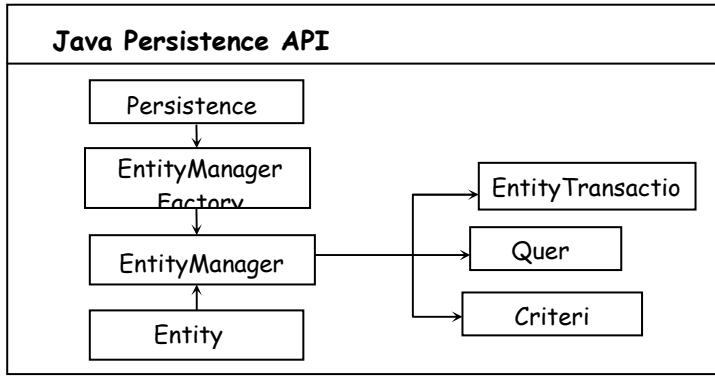 Java Persistence API
Persistence
EntityManager
Factory
EntityTransactio
EntityManager
Quer
Entity
Criteri